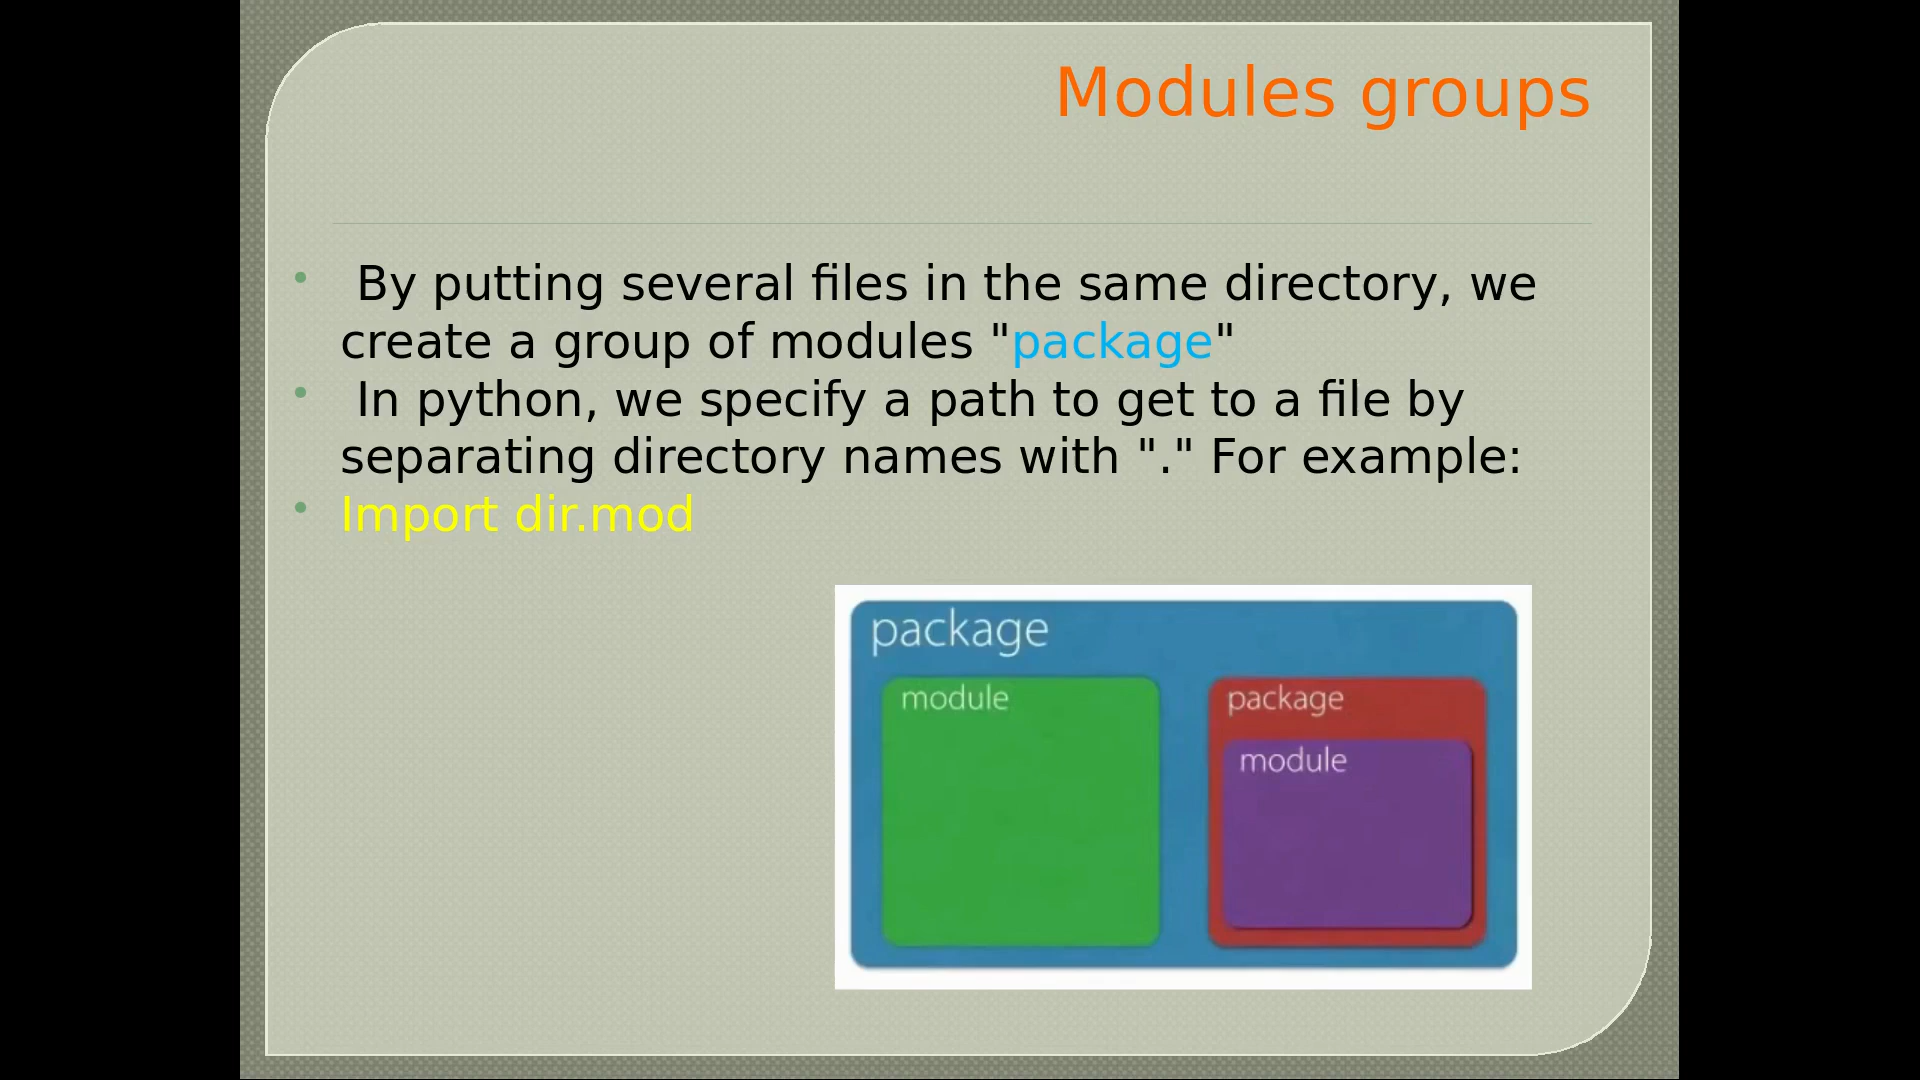 Modules groups
• By putting several files in the same directory, we
create a group of modules "package"
• In python, we specify a path to get to a file by
separating directory names with "." For example:
• Import dir.mod
package
module
package
module